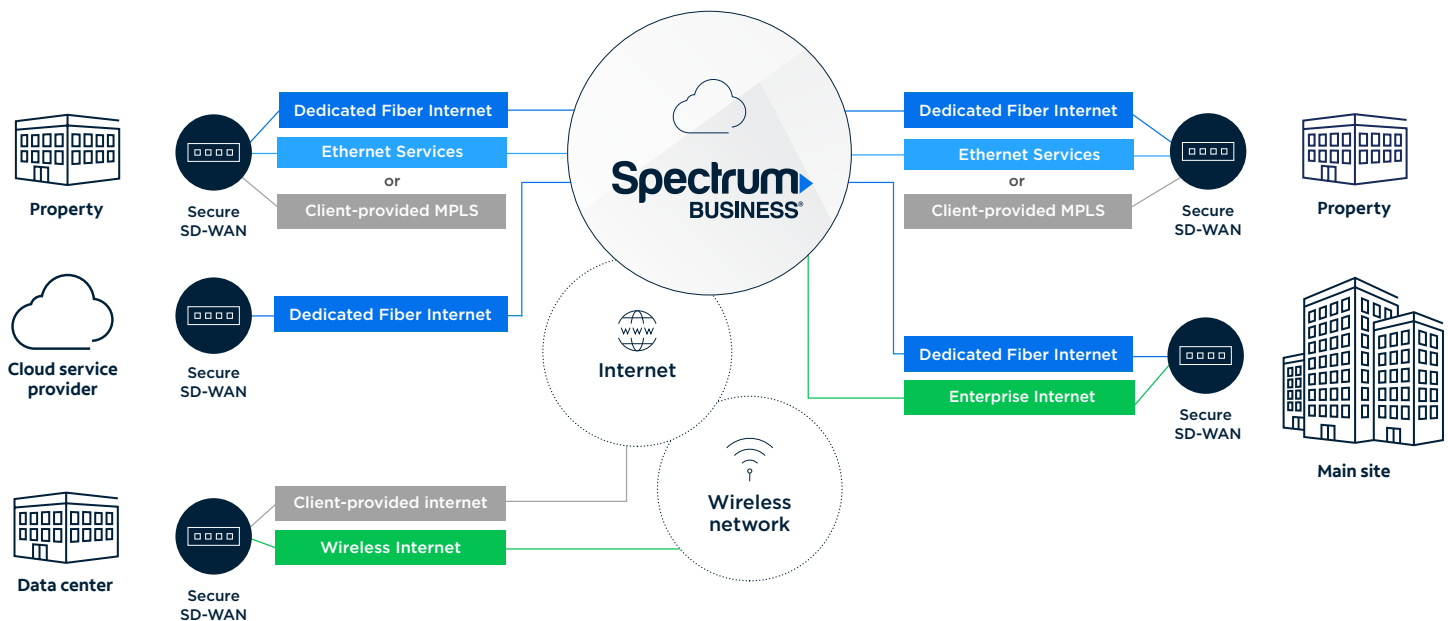 Property
Secure
SD-WAN
Dedicated Fiber Internet
Ethernet Services
or
Client-provided MPLS
Cloud service
provider
Secure
SD-WAN
Dedicated Fiber Internet
Data center
Secure
SD-WAN
Client-provided internet
Wireless Internet
Spectrum
BUSINESS®
WWW
Internet
Wireless
network
Dedicated Fiber Internet
Ethernet Services
or
Client-provided MPLS
Secure
SD-WAN
Property
Dedicated Fiber Internet
Enterprise Internet
Secure
SD-WAN
Main site